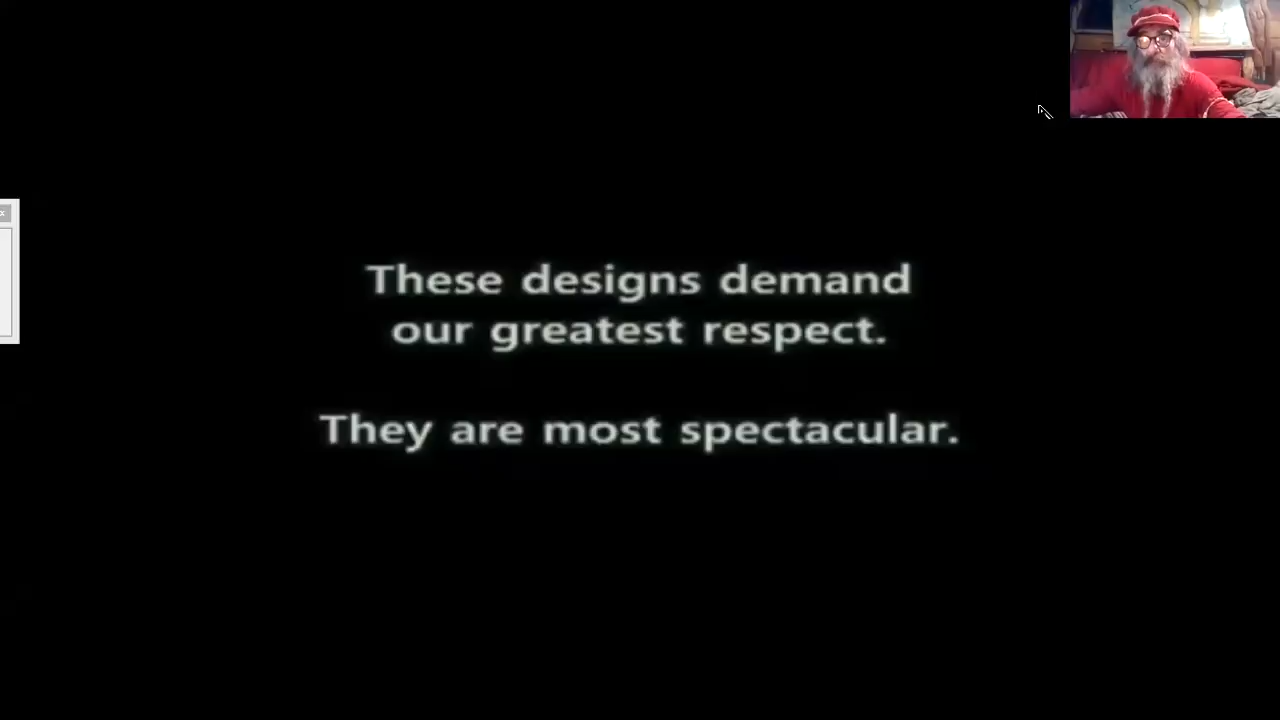 These designs demand
our greatest respect.
They are most spectacular.